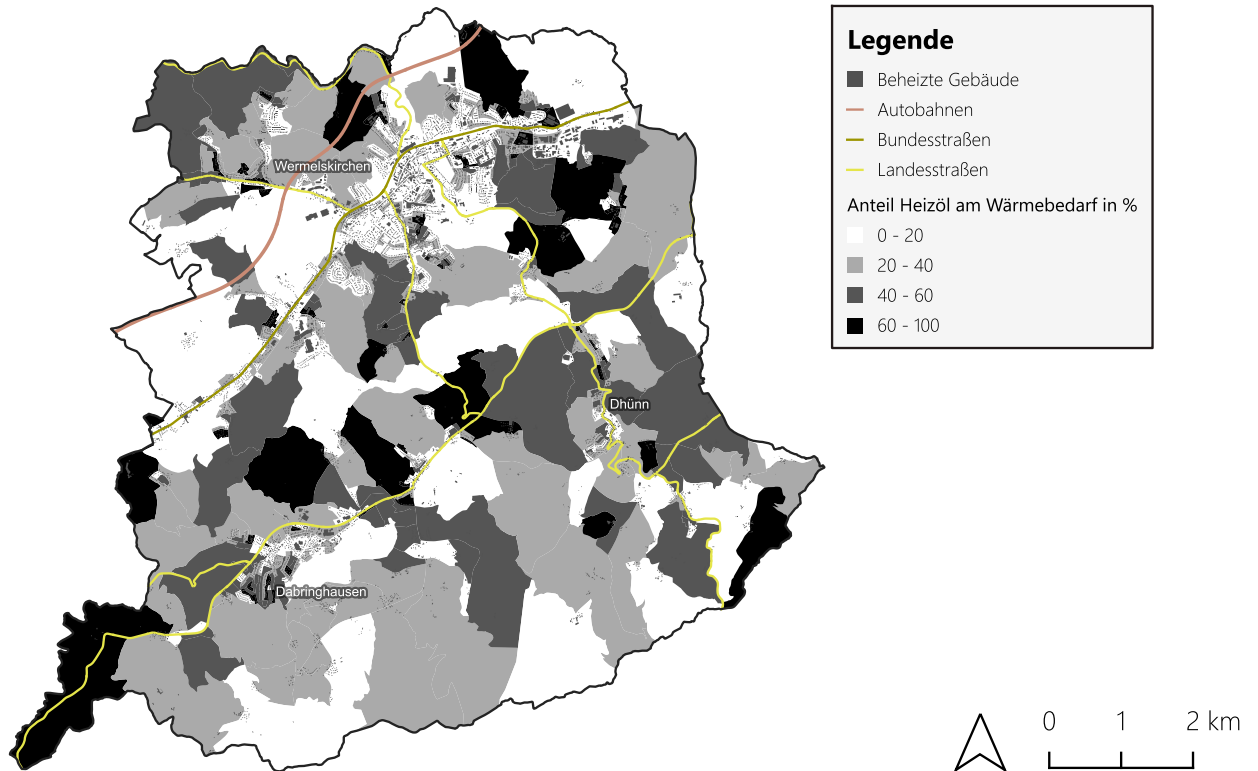 Legende
Beheizte Gebäude
Autobahnen
Bundesstraßen
Landesstraßen
Anteil Heizöl am Wärmebedarf in %
0 - 20
20 - 40
40 - 60
60 - 100
Wermelskirchen
Dhünn
Dabringhausen
0 1 2 km